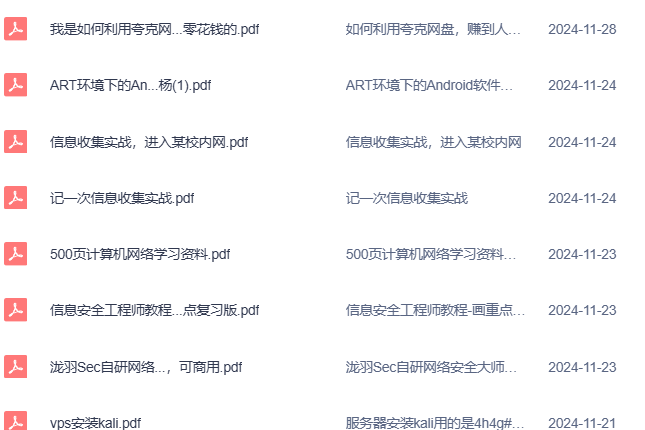 我是如何利用夸克网...零花钱的.pdf 如何利用夸克网盘，赚到人... 2024-11-28
ART环境下的An...杨(1).pdf ART环境下的Android软件... 2024-11-24
信息收集实战，进入某校内网.pdf 信息收集实战，进入某校内网 2024-11-24
记一次信息收集实战.pdf 记一次信息收集实战 2024-11-24
500页计算机网络学习资料.pdf 500页计算机网络学习资料... 2024-11-23
信息安全工程师教程...点复习版.pdf 信息安全工程师教程-画重点... 2024-11-23
泷羽Sec自研网络...，可商用.pdf 泷羽Sec自研网络安全大师... 2024-11-23
vps安装kali.pdf 服务器安装kali用的是4h4g#... 2024-11-21